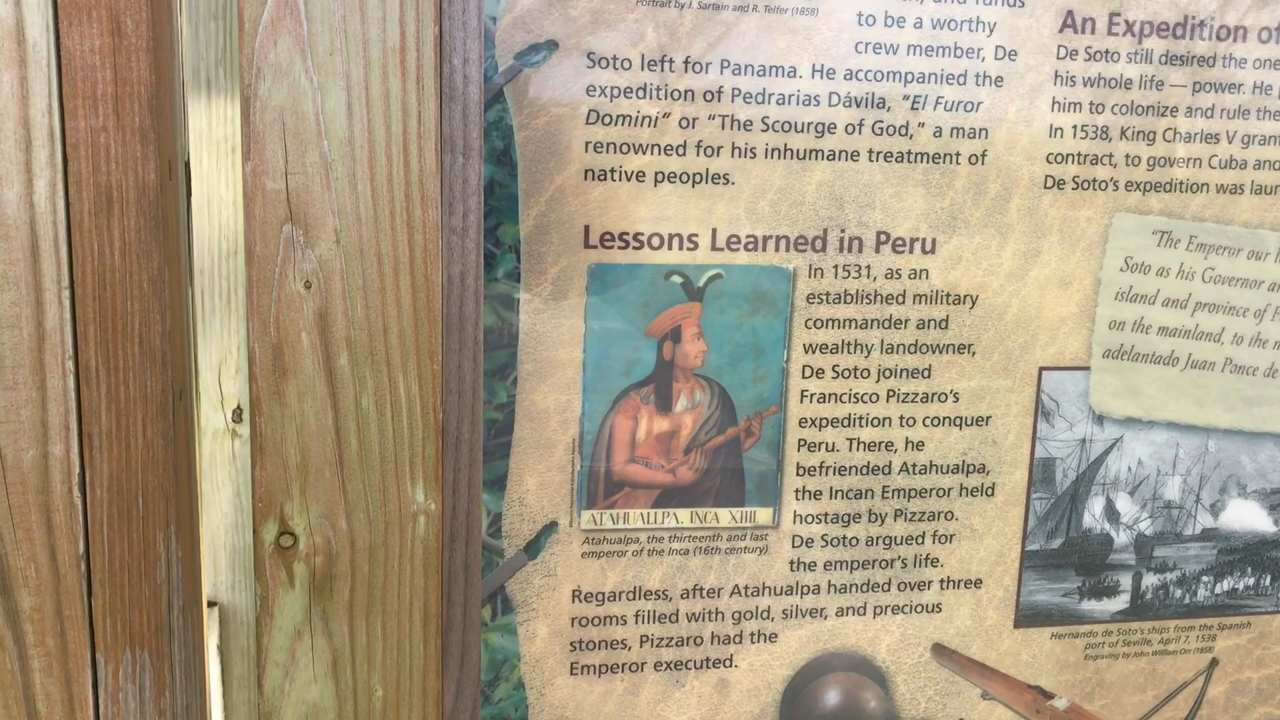 Portrait by J. Sartain and R. Telfer (1858)
and funds
to be a worthy
crew member, De
Soto left for Panama. He accompanied the
expedition of Pedrarias Dávila, "El Furor
Domini" or "The Scourge of God," a man
renowned for his inhumane treatment of
native peoples.
Lessons Learned in Peru
In 1531, as an
established military
commander and
wealthy landowner,
De Soto joined
Francisco Pizzaro's
expedition to conquer
Peru. There, he
befriended Atahualpa,
the Incan Emperor held
hostage by Pizzaro.
De Soto argued for
the emperor's life.
Regardless, after Atahualpa handed over three
rooms filled with gold, silver, and precious
stones, Pizzaro had the
Emperor executed.
ATAHUALLPA, INCA XIIII.
Atahualpa, the thirteenth and last
emperor of the Inca (16th century)
An Expedition of
De Soto still desired the one
his whole life — power. He
him to colonize and rule the
In 1538, King Charles V gran
contract, to govern Cuba and
De Soto's expedition was laun
"The Emperor our
Soto as his Governor an
island and province of F
on the mainland, to the
adelantado Juan Ponce de
Hernando de Soto's ships from the Spanish
port of Seville, April 7, 1538
Engraving by John William Orr (1858)